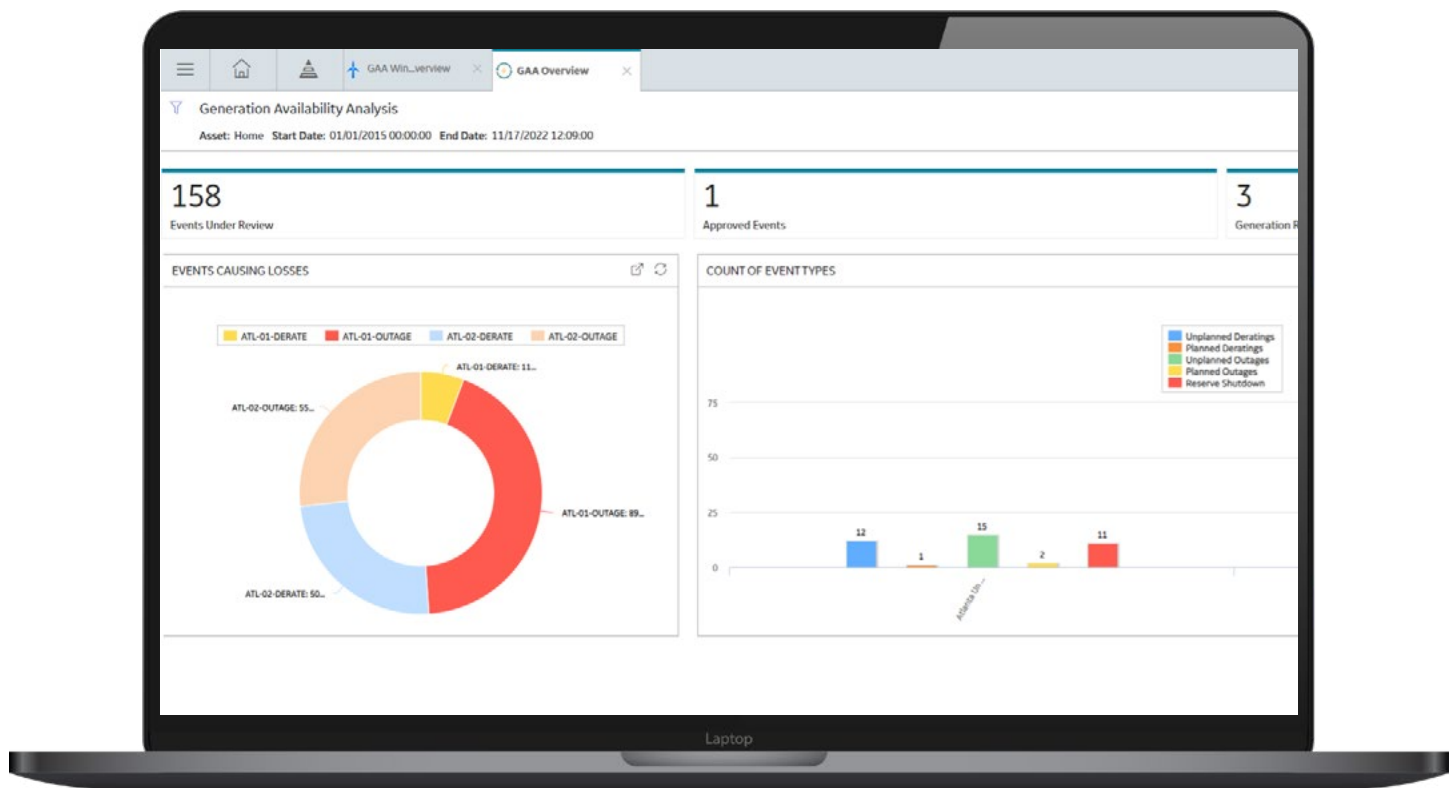 GAA Win...verview
GAA Overview
Generation Availability Analysis
Asset: Home Start Date: 01/01/2015 00:00:00 End Date: 11/17/2022 12:09:00
158
Events Under Review
1
Approved Events
3
Generation
EVENTS CAUSING LOSSES
ATL-01-DERATE ATL-01-OUTAGE ATL-02-DERATE ATL-02-OUTAGE
ATL-01-DERATE: 11...
ATL-02-OUTAGE: 55...
ATL-01-OUTAGE: 89...
ATL-02-DERATE: 50...
COUNT OF EVENT TYPES
Unplanned Deratings
Planned Deratings
Unplanned Outages
Planned Outages
Reserve Shutdown
75
50
25
0
12
1
15
2
11
Atlanta Un...
Laptop